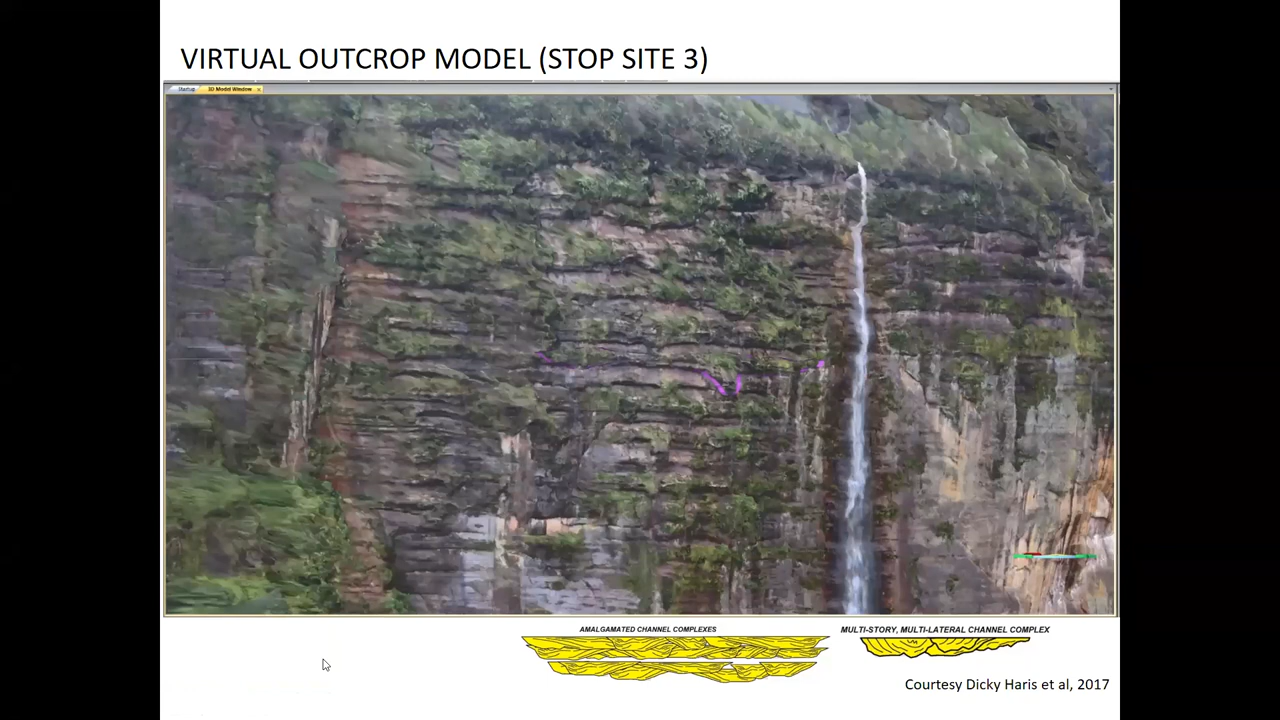 VIRTUAL OUTCROP MODEL (STOP SITE 3)
Startup 3D Model Window
AMALGAMATED CHANNEL COMPLEXES
MULTI-STORY, MULTI-LATERAL CHANNEL COMPLEX
Courtesy Dicky Haris et al, 2017